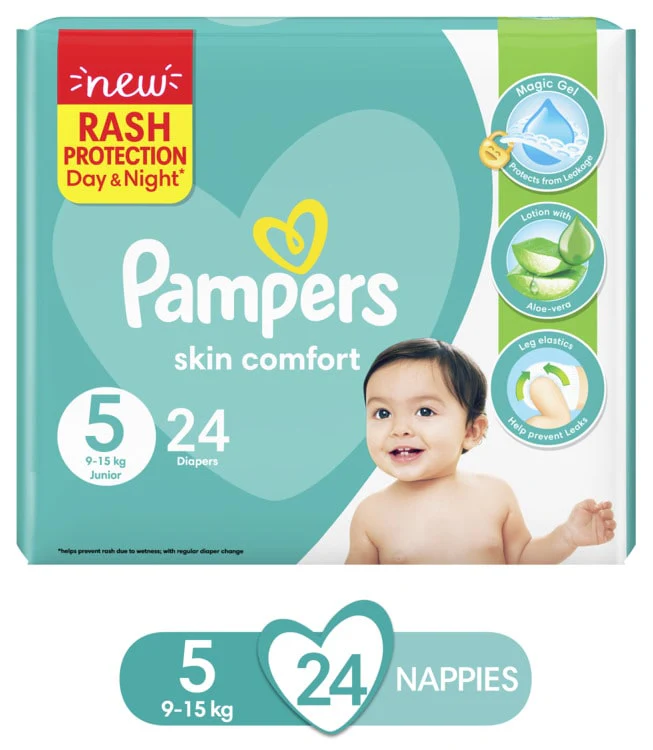 new
RASH
PROTECTION
Day & Night*
Pampers
skin comfort
5
9-15 kg
Junior
24
Diapers
Magic Gel
Protects from Leakage
Lotion with
Aloe-vera
Leg elastics
Help prevent Leaks
*helps prevent rash due to wetness; with regular diaper change
5
9-15 kg
24
NAPPIES